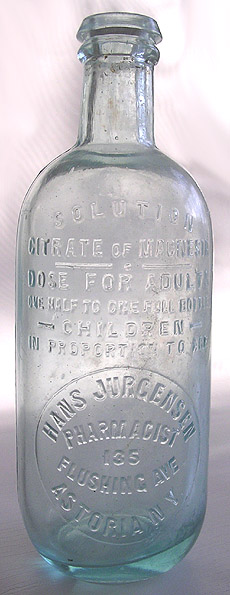 SOLUTION
CITRATE OF MAGNESIA
DOSE FOR ADULTS
ONE HALF TO ONE FULL BOTTLE
CHILDREN
IN PROPORTION TO AGE
HANS JURGENSEN
PHARMACIST
135
FLUSHING AVE
ASTORIA N.Y.